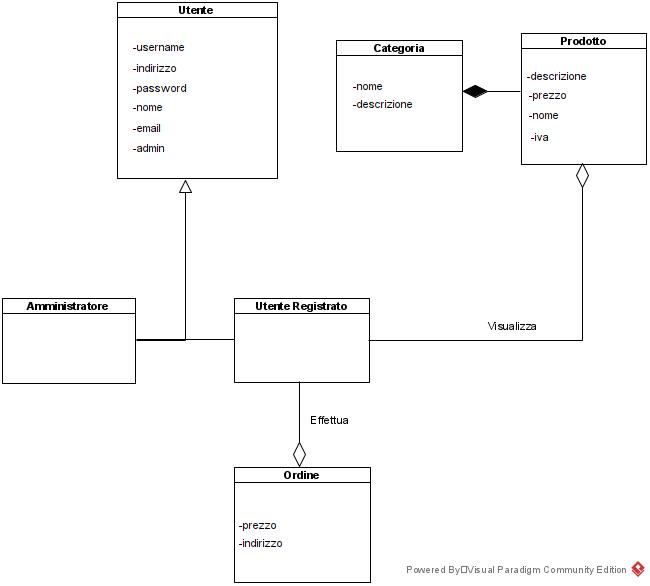 Utente
-username
-indirizzo
-password
-nome
-email
-admin
Categoria
-nome
-descrizione
Prodotto
-descrizione
-prezzo
-nome
-iva
Amministratore
Utente Registrato
Visualizza
Effettua
Ordine
-prezzo
-indirizzo
Powered By□Visual Paradigm Community Edition